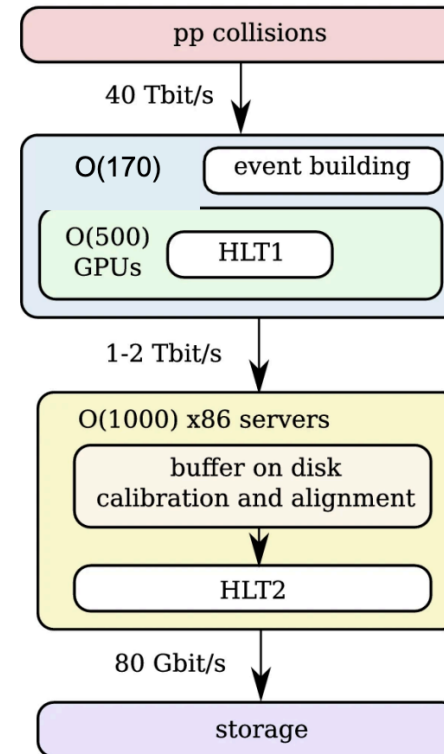 pp collisions
40 Tbit/s
O(170)
event building
O(500)
GPUs
HLT1
1-2 Tbit/s
O(1000) x86 servers
buffer on disk
calibration and alignment
HLT2
80 Gbit/s
storage